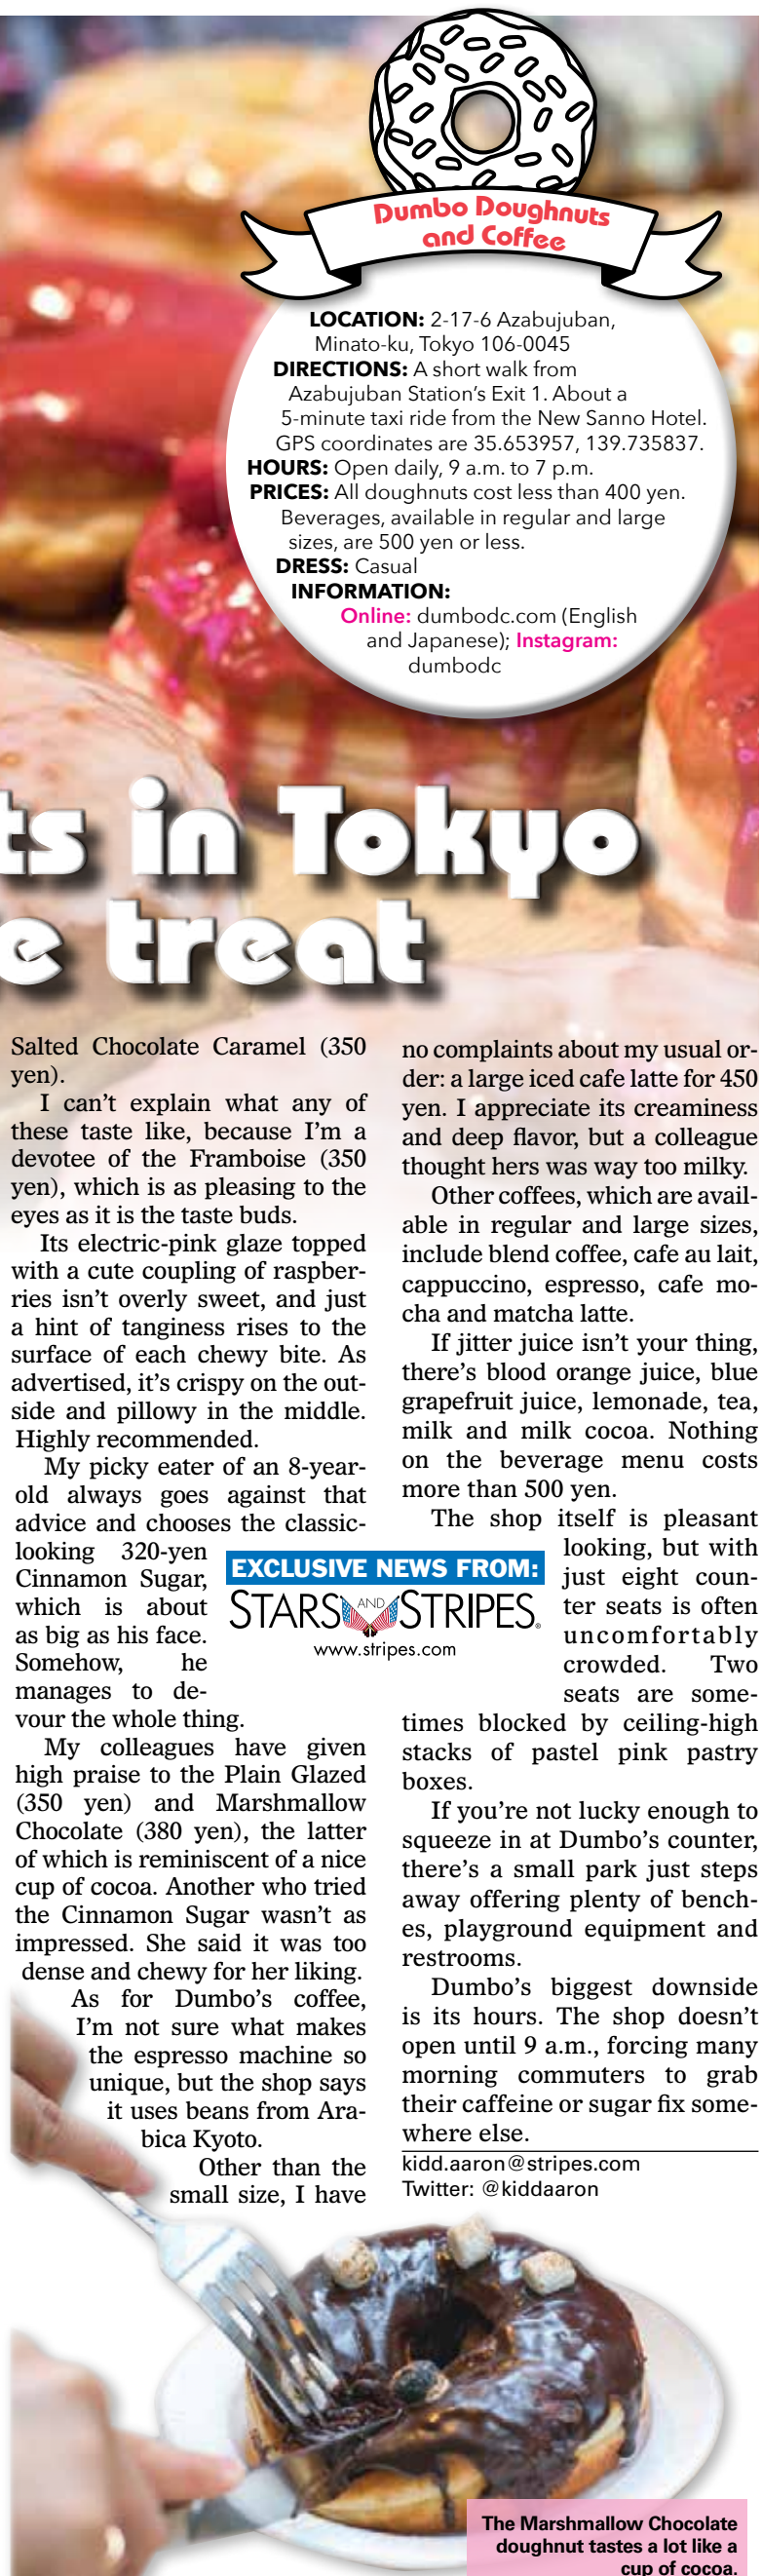 Dumbo Doughnuts
and Coffee
LOCATION: 2-17-6 Azabujuban,
Minato-ku, Tokyo 106-0045
DIRECTIONS: A short walk from
Azabujuban Station's Exit 1. About a
5-minute taxi ride from the New Sanno Hotel.
GPS coordinates are 35.653957, 139.735837.
HOURS: Open daily, 9 a.m. to 7 p.m.
PRICES: All doughnuts cost less than 400 yen.
Beverages, available in regular and large
sizes, are 500 yen or less.
DRESS: Casual
INFORMATION:
Online: dumbodc.com (English
and Japanese); Instagram:
dumbodc
ts in Tokyo
e treat
Salted Chocolate Caramel (350
yen).
I can't explain what any of
these taste like, because I'm a
devotee of the Framboise (350
yen), which is as pleasing to the
eyes as it is the taste buds.
Its electric-pink glaze topped
with a cute coupling of raspber-
ries isn't overly sweet, and just
a hint of tanginess rises to the
surface of each chewy bite. As
advertised, it's crispy on the out-
side and pillowy in the middle.
Highly recommended.
My picky eater of an 8-year-
old always goes against that
advice and chooses the classic-
looking 320-yen
Cinnamon Sugar,
which is about
as big as his face.
Somehow, he
manages to de-
vour the whole thing.
My colleagues have given
high praise to the Plain Glazed
(350 yen) and Marshmallow
Chocolate (380 yen), the latter
of which is reminiscent of a nice
cup of cocoa. Another who tried
the Cinnamon Sugar wasn't as
impressed. She said it was too
dense and chewy for her liking.
As for Dumbo's coffee,
I'm not sure what makes
the espresso machine so
unique, but the shop says
it uses beans from Ara-
bica Kyoto.
Other than the
small size, I have
no complaints about my usual or-
der: a large iced cafe latte for 450
yen. I appreciate its creaminess
and deep flavor, but a colleague
thought hers was way too milky.
Other coffees, which are avail-
able in regular and large sizes,
include blend coffee, cafe au lait,
cappuccino, espresso, cafe mo-
cha and matcha latte.
If jitter juice isn't your thing,
there's blood orange juice, blue
grapefruit juice, lemonade, tea,
milk and milk cocoa. Nothing
on the beverage menu costs
more than 500 yen.
The shop itself is pleasant
looking, but with
just eight coun-
ter seats is often
uncomfortably
crowded. Two
seats are some-
times blocked by ceiling-high
stacks of pastel pink pastry
boxes.
If you're not lucky enough to
squeeze in at Dumbo's counter,
there's a small park just steps
away offering plenty of bench-
es, playground equipment and
restrooms.
Dumbo's biggest downside
is its hours. The shop doesn't
open until 9 a.m., forcing many
morning commuters to grab
their caffeine or sugar fix some-
where else.
kidd.aaron@stripes.com
Twitter: @kiddaaron
EXCLUSIVE NEWS FROM:
STARS AND STRIPES®
www.stripes.com
The Marshmallow Chocolate
doughnut tastes a lot like a
cup of cocoa.